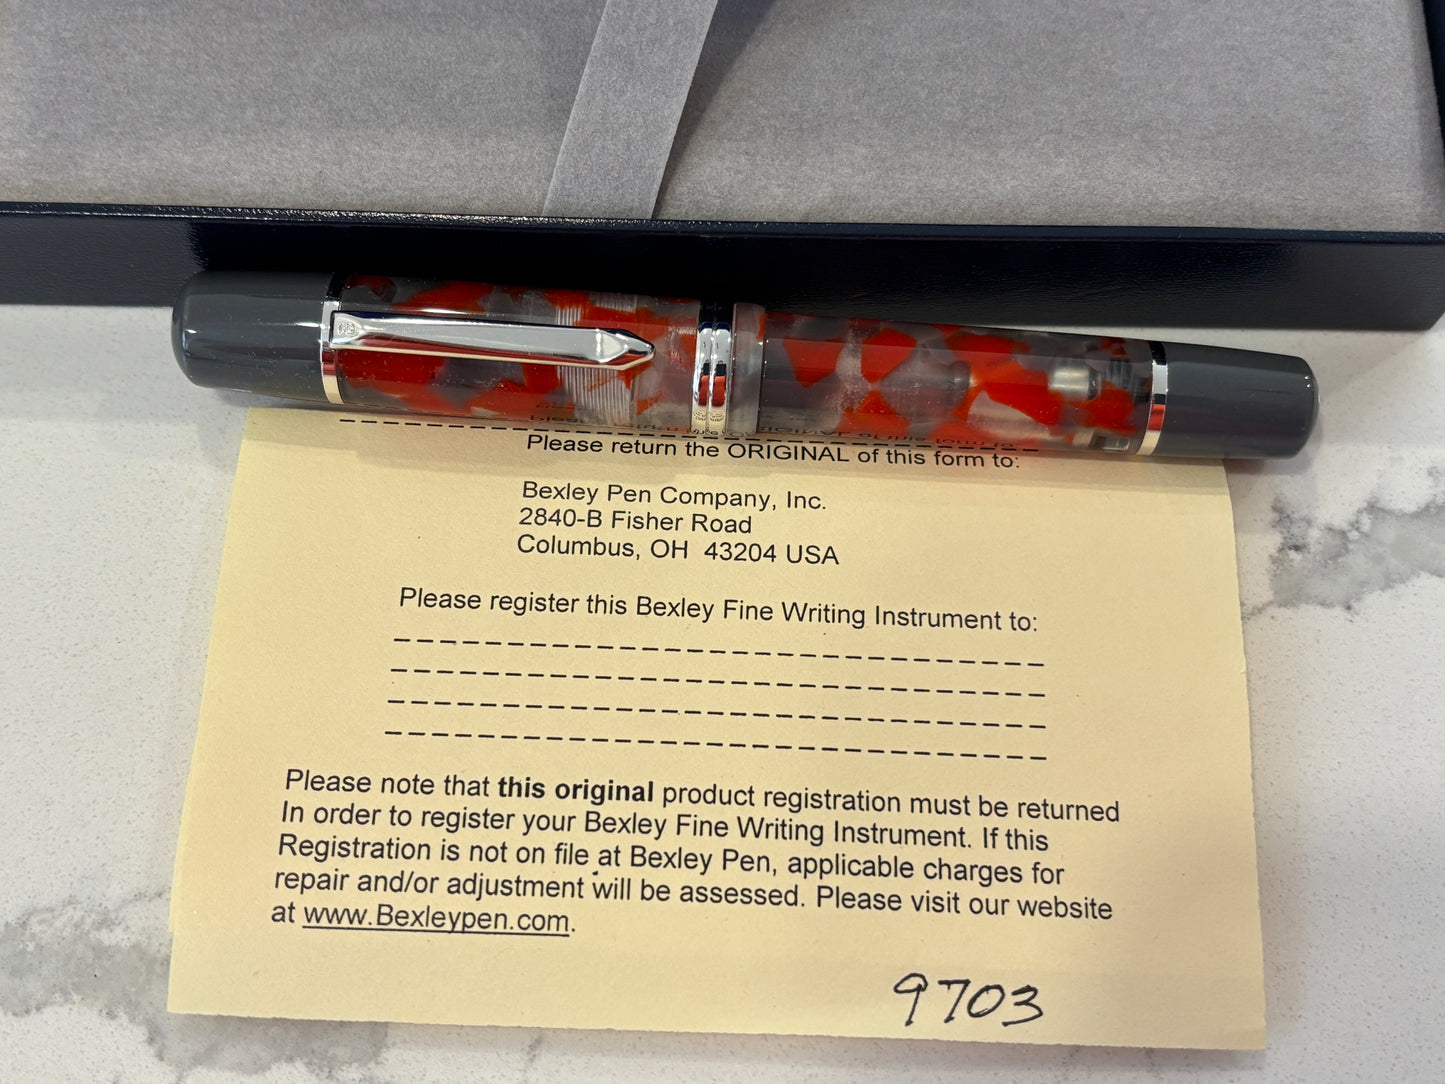 Please return the ORIGINAL of this form to:
Bexley Pen Company, Inc.
2840-B Fisher Road
Columbus, OH 43204 USA
Please register this Bexley Fine Writing Instrument to:
Please note that this original product registration must be returned
In order to register your Bexley Fine Writing Instrument. If this
Registration is not on file at Bexley Pen, applicable charges for
repair and/or adjustment will be assessed. Please visit our website
at www.Bexleypen.com.
9703